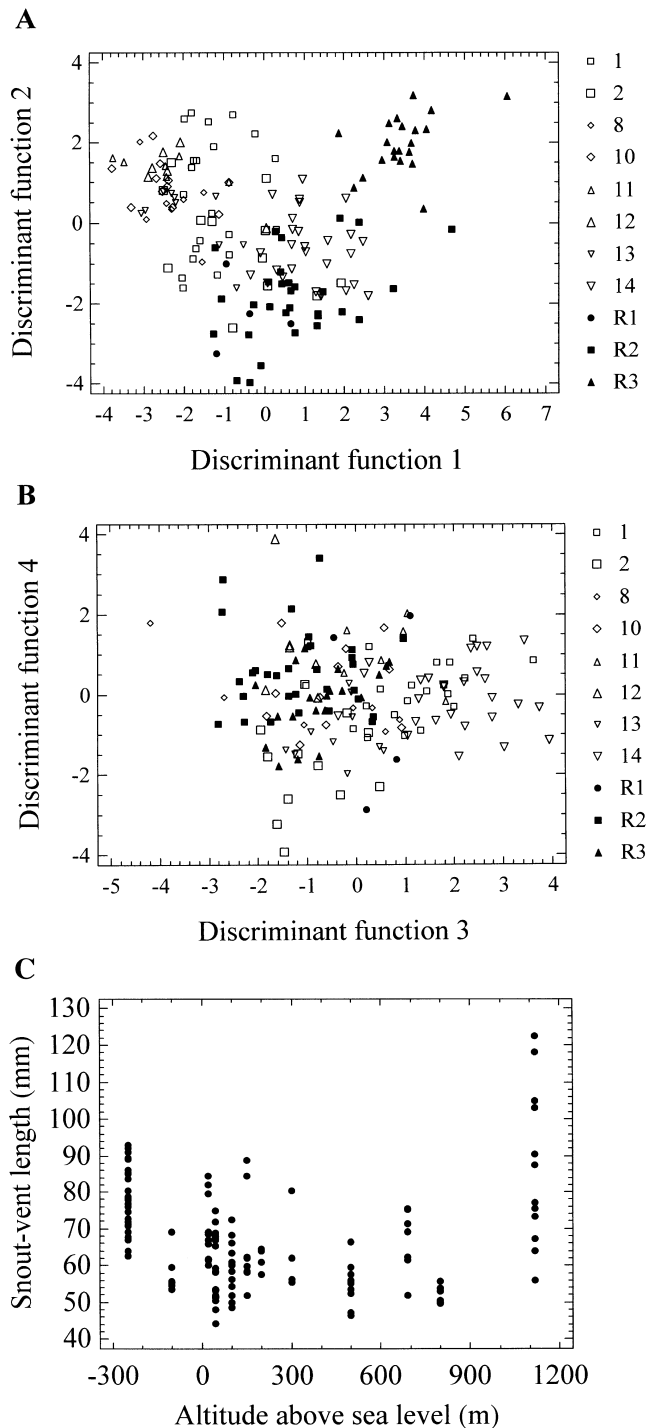 A
Discriminant function 2
4
2
0
-2
-4
-4 -3 -2 -1 0 1 2 3 4 5 6 7
Discriminant function 1
1
2
8
10
11
12
13
14
R1
R2
R3
B
Discriminant function 4
4
2
0
-2
-4
-5 -4 -3 -2 -1 0 1 2 3 4
Discriminant function 3
1
2
8
10
11
12
13
14
R1
R2
R3
C
Snout-vent length (mm)
130
120
110
100
90
80
70
60
50
40
-300 0 300 600 900 1200
Altitude above sea level (m)